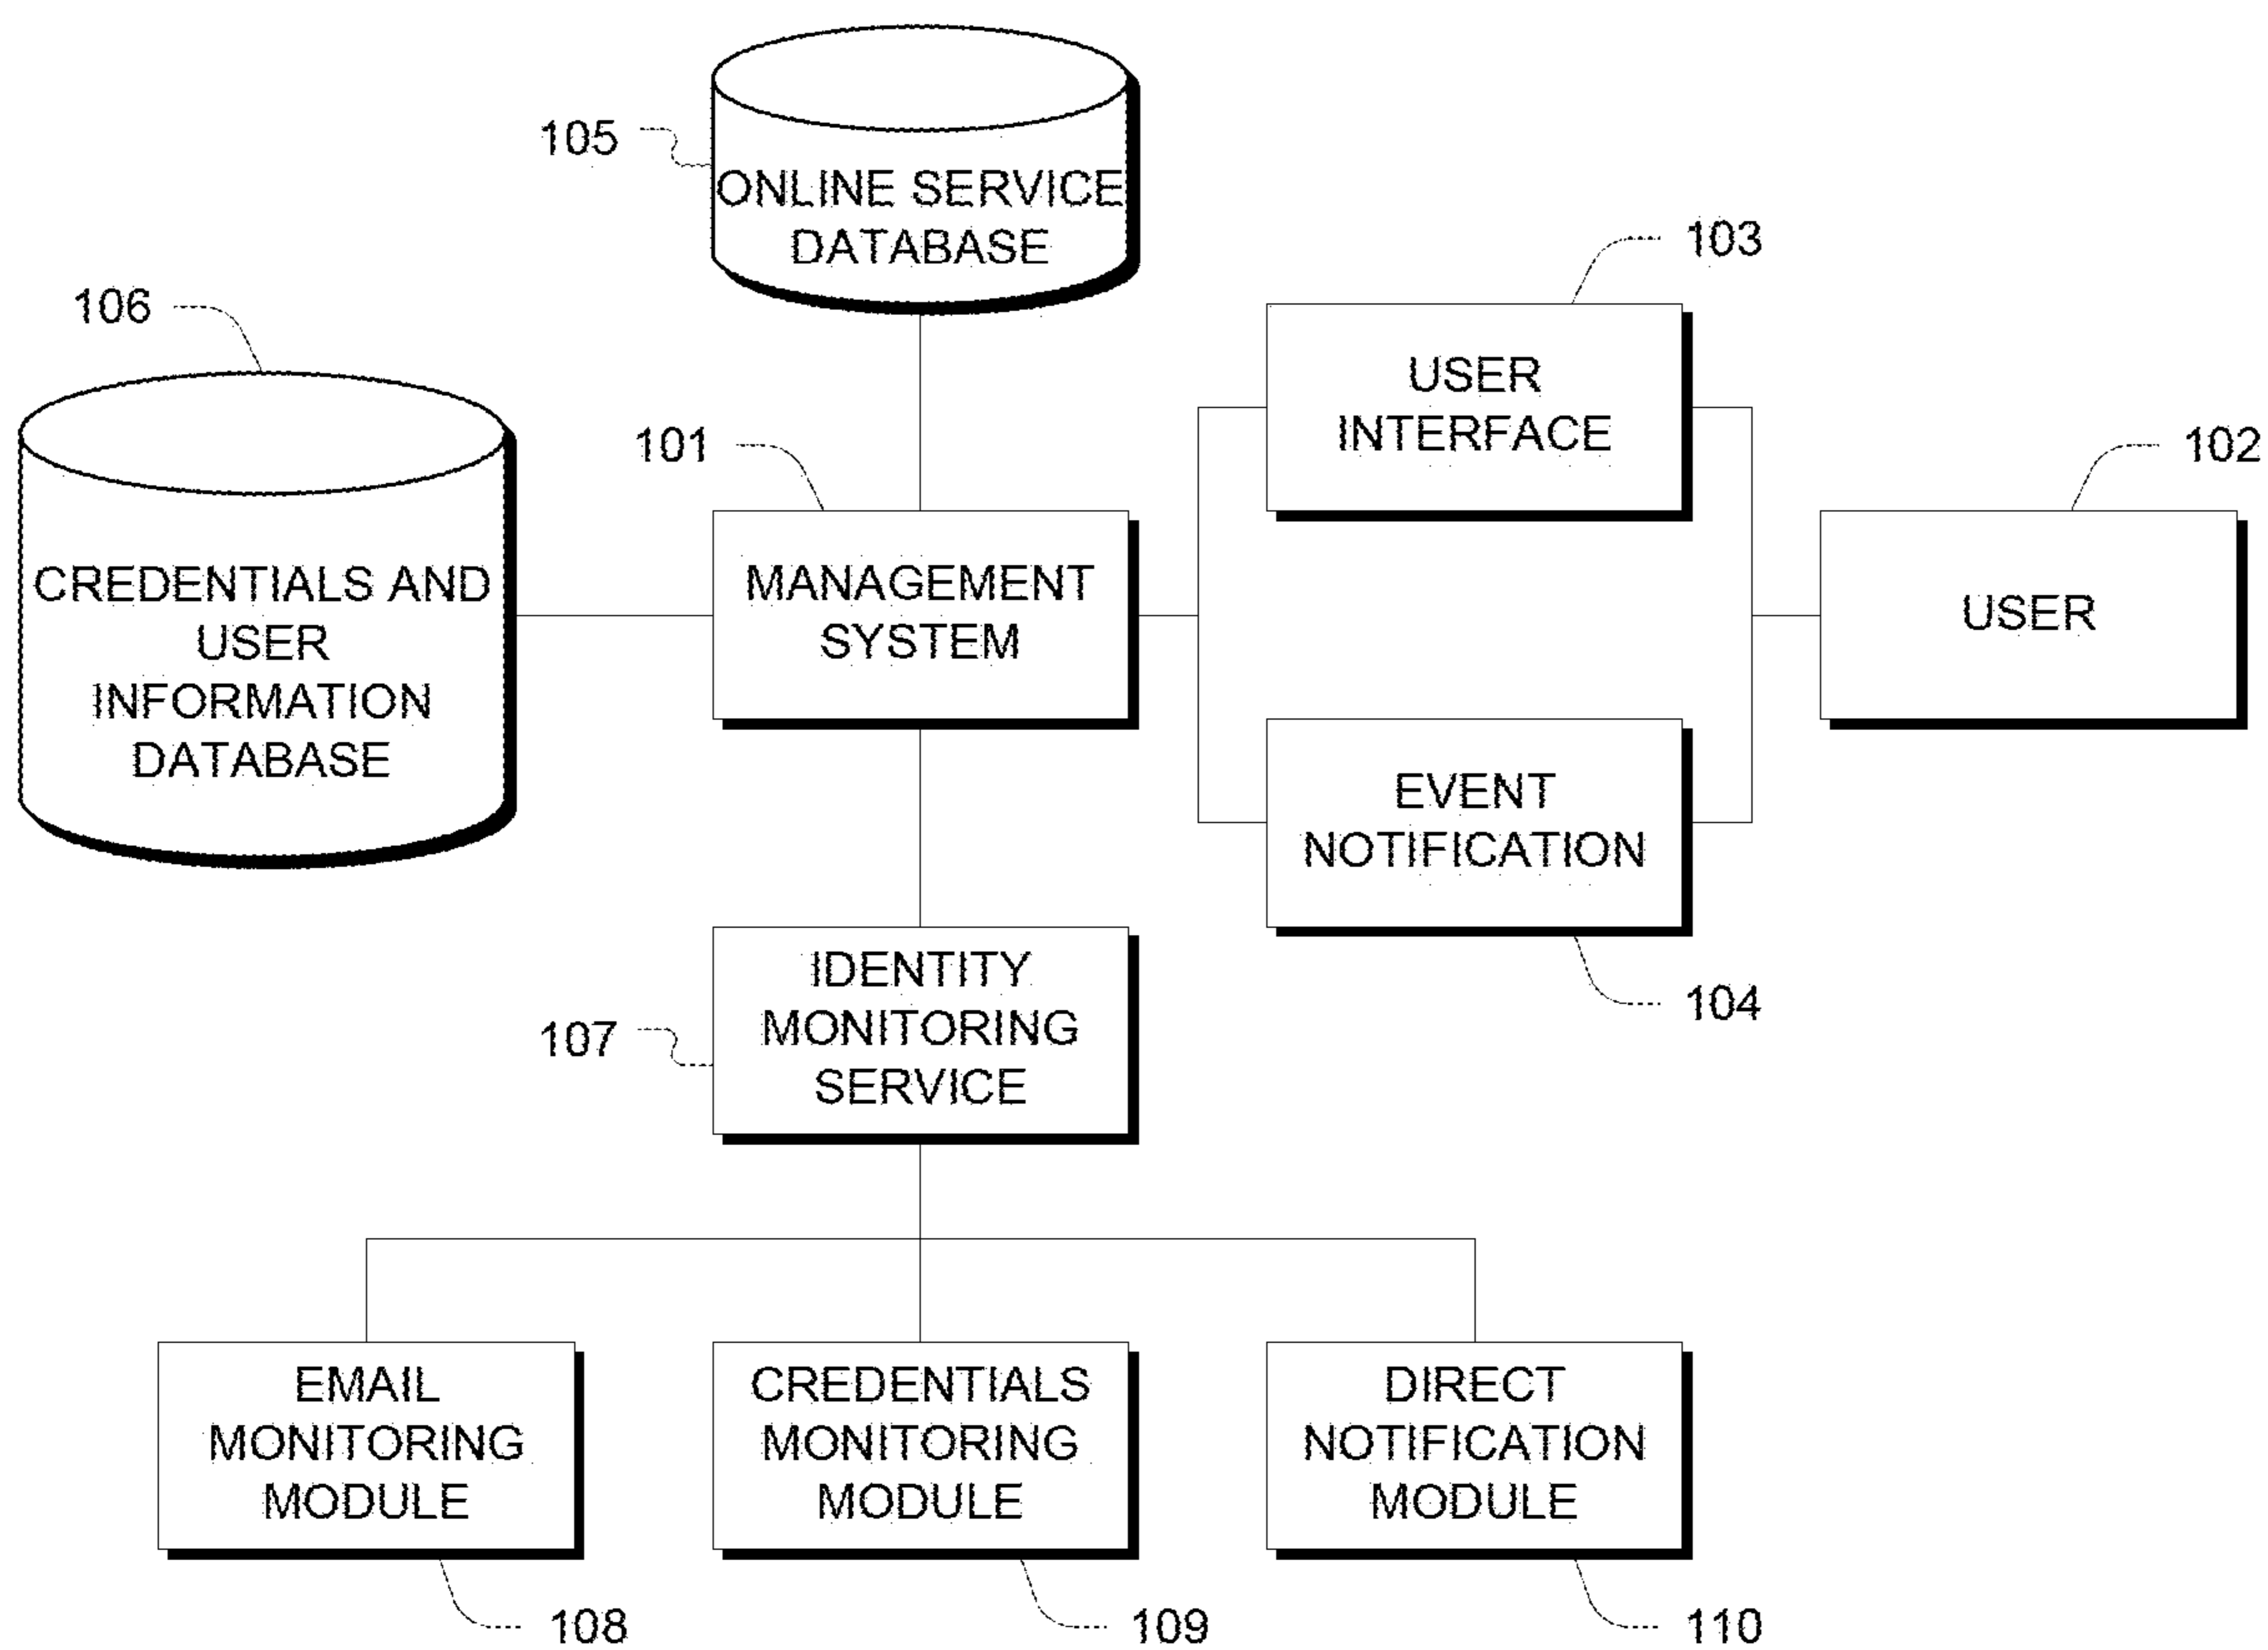 105
ONLINE SERVICE
DATABASE
103
USER
INTERFACE
106
CREDENTIALS AND
USER
INFORMATION
DATABASE
101
MANAGEMENT
SYSTEM
102
USER
EVENT
NOTIFICATION
104
107
IDENTITY
MONITORING
SERVICE
EMAIL
MONITORING
MODULE
108
CREDENTIALS
MONITORING
MODULE
109
DIRECT
NOTIFICATION
MODULE
110